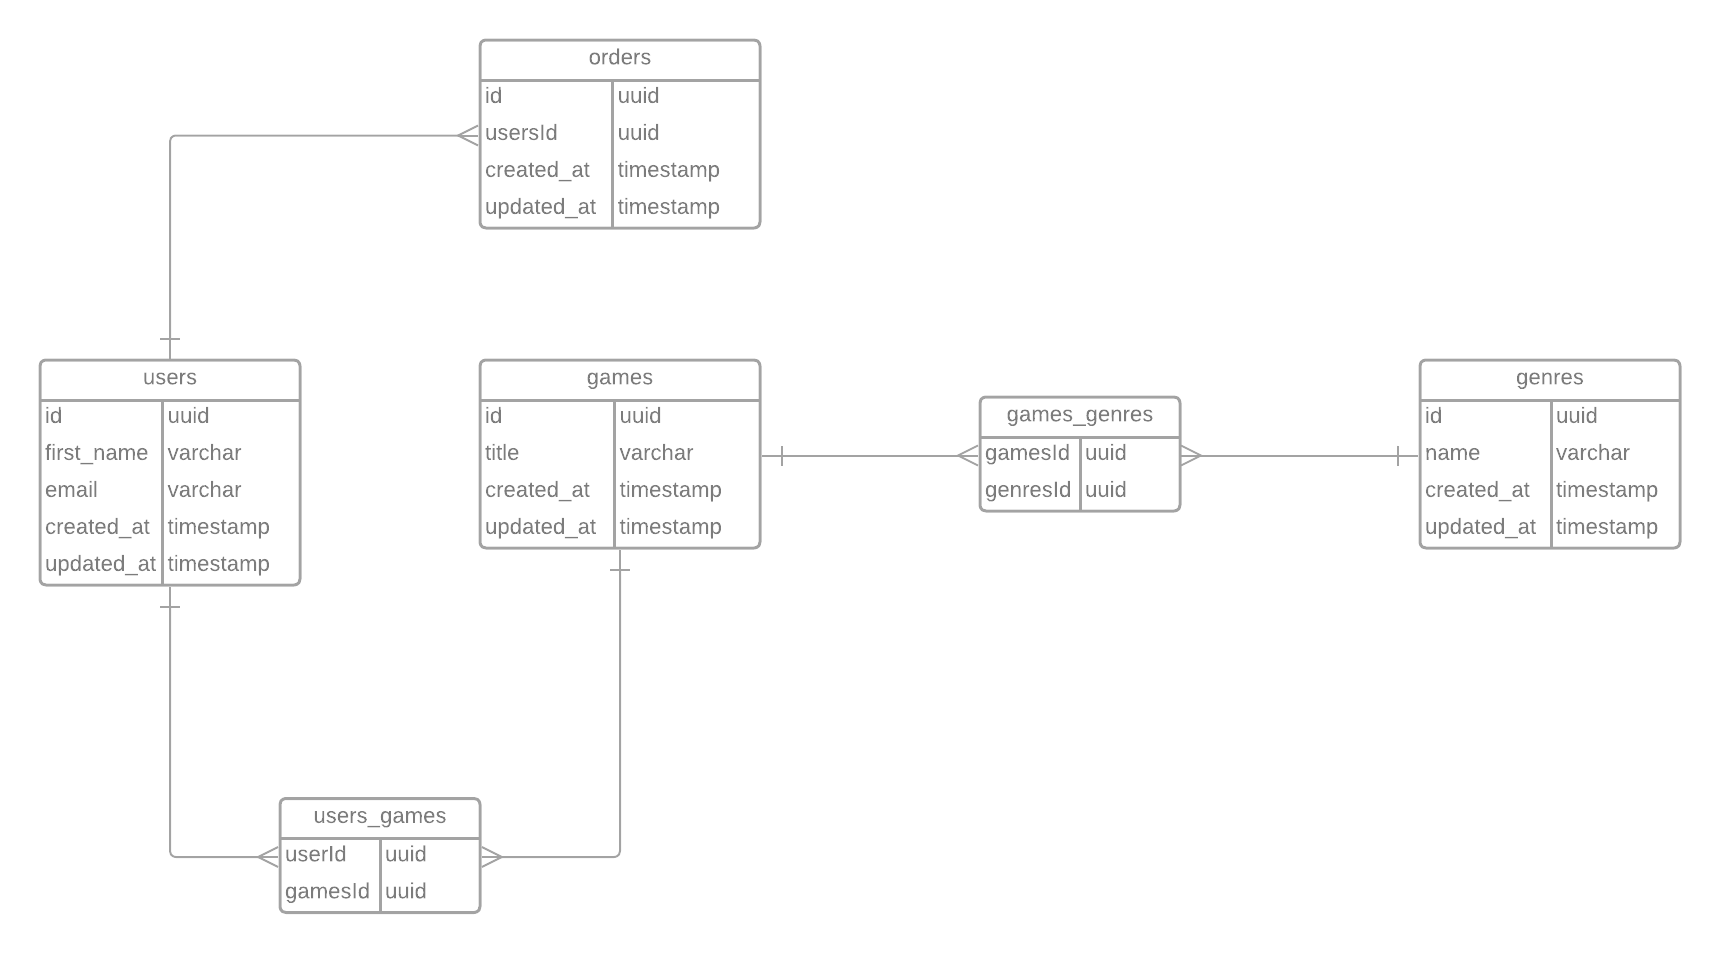 orders
id uuid
usersId uuid
created_at timestamp
updated_at timestamp
users
id uuid
first_name varchar
email varchar
created_at timestamp
updated_at timestamp
games
id uuid
title varchar
created_at timestamp
updated_at timestamp
games_genres
gamesId uuid
genresId uuid
genres
id uuid
name varchar
created_at timestamp
updated_at timestamp
users_games
userId uuid
gamesId uuid